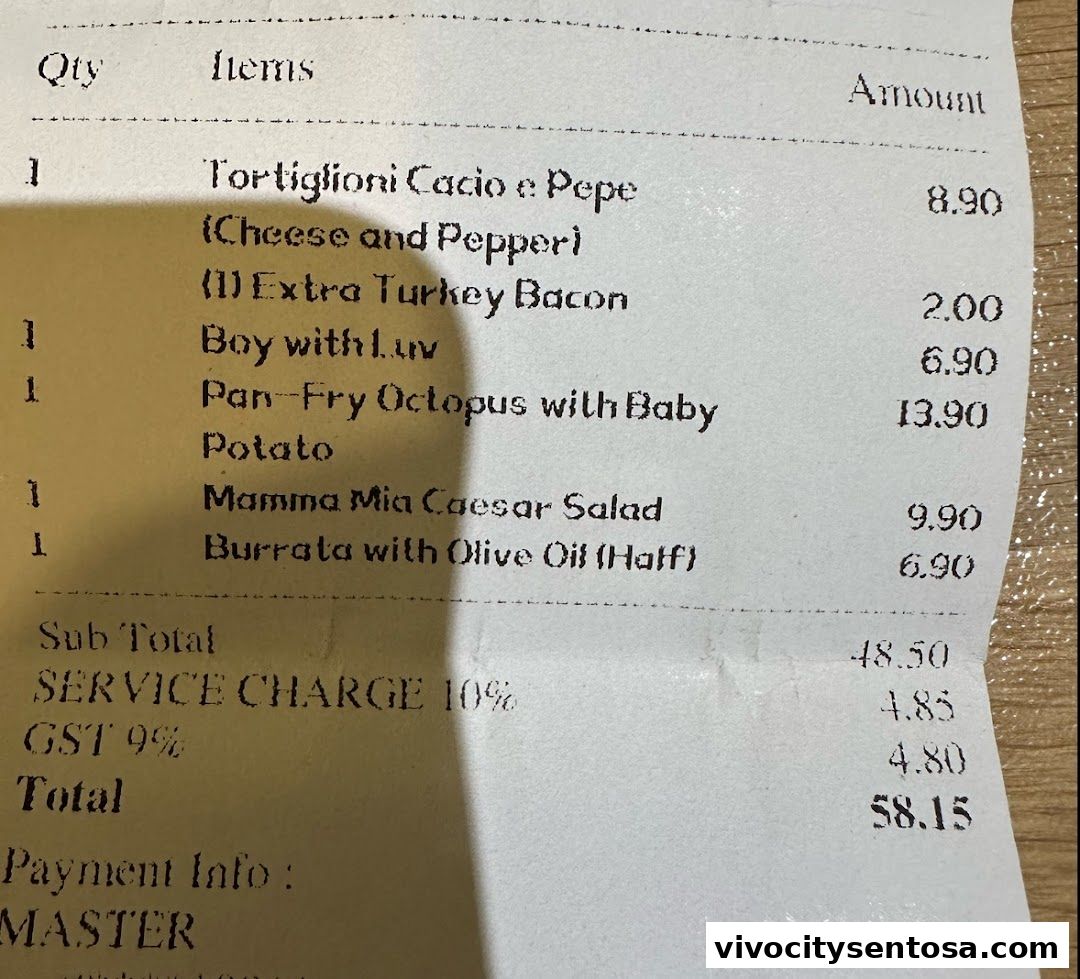 Qty Items Amount
1 Tortiglioni Cacio e Pepe 8.90
(Cheese and Pepper)
(1) Extra Turkey Bacon 2.00
1 Boy with Luv 6.90
1 Pan-Fry Octopus with Baby 13.90
Potato
1 Mamma Mia Caesar Salad 9.90
1 Burrata with Olive Oil (Half) 6.90
Sub Total 48.50
SERVICE CHARGE 10% 4.85
GST 9% 4.80
Total 58.15
Payment Info :
MASTER
vivocitysentosa.com